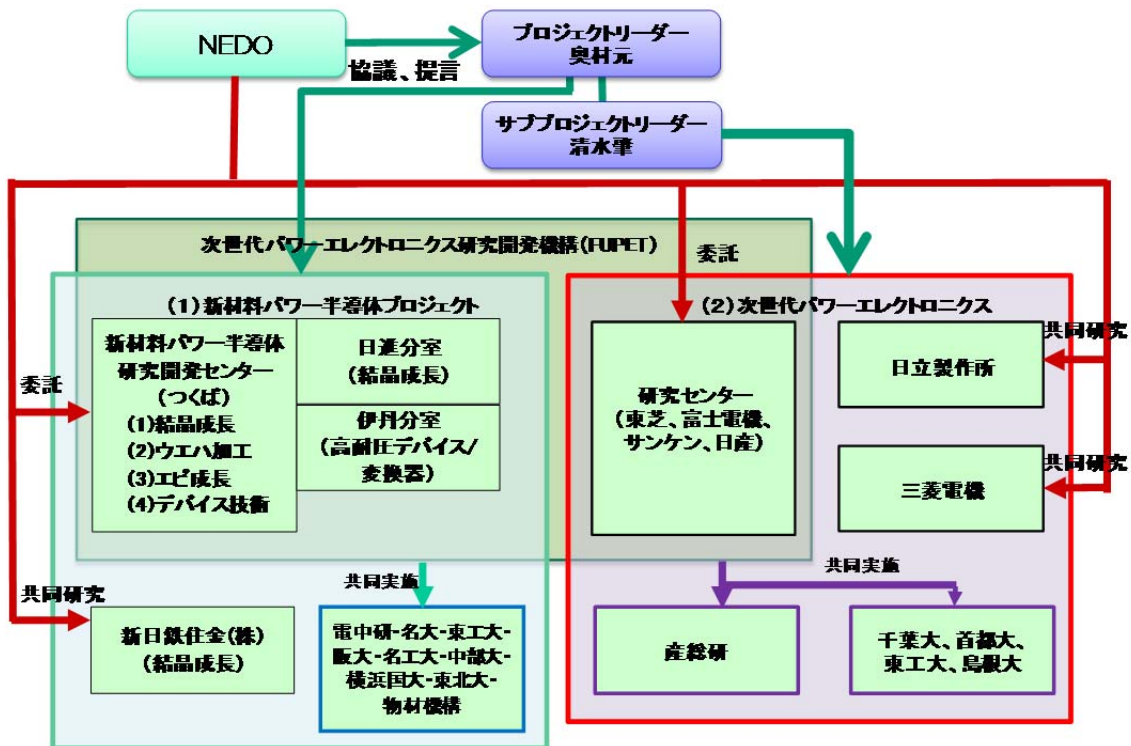 NEDO
プロジェクトリーダー
奥村元
協議、提言
サブプロジェクトリーダー
清水肇
次世代パワーエレクトロニクス研究開発機構(FUPET)
委託
(1)新材料パワー半導体プロジェクト
(2)次世代パワーエレクトロニクス
新材料パワー半導体
研究開発センター
(つくば)
(1)結晶成長
(2)ウエハ加工
(3)エピ成長
(4)デバイス技術
日進分室
(結晶成長)
伊丹分室
(高耐圧デバイス/
変換器)
委託
研究センター
(東芝、富士電機、
サンケン、日産)
共同研究
日立製作所
共同研究
三菱電機
共同研究
新日鉄住金(株)
(結晶成長)
共同実施
電中研-名大-東工大-
阪大-名工大-中部大-
横浜国大-東北大-
物材機構
共同実施
産総研
千葉大、首都大、
東工大、島根大